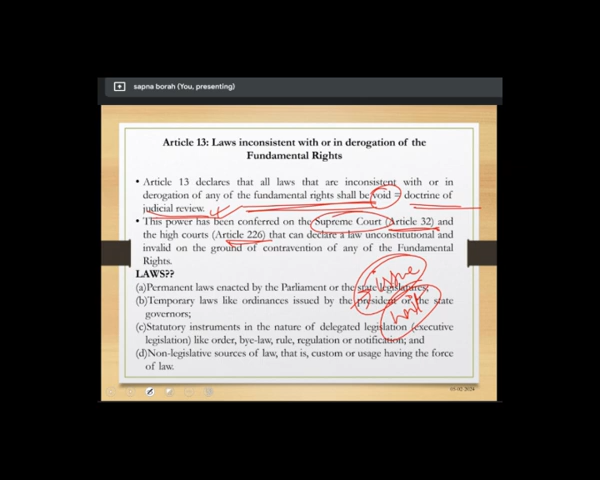 sapna borah (You, presenting)
Article 13: Laws inconsistent with or in derogation of the
Fundamental Rights
• Article 13 declares that all laws that are inconsistent with or in
derogation of any of the fundamental rights shall be void = doctrine of
judicial review.
• This power has been conferred on the Supreme Court (Article 32) and
the high courts (Article 226) that can declare a law unconstitutional and
invalid on the ground of contravention of any of the Fundamental
Rights.
LAWS??
(a)Permanent laws enacted by the Parliament or the state legislatures;
(b)Temporary laws like ordinances issued by the president or the state
governors;
(c)Statutory instruments in the nature of delegated legislation (executive
legislation) like order, bye-law, rule, regulation or notification; and
(d)Non-legislative sources of law, that is, custom or usage having the force
of law.
issue
writ